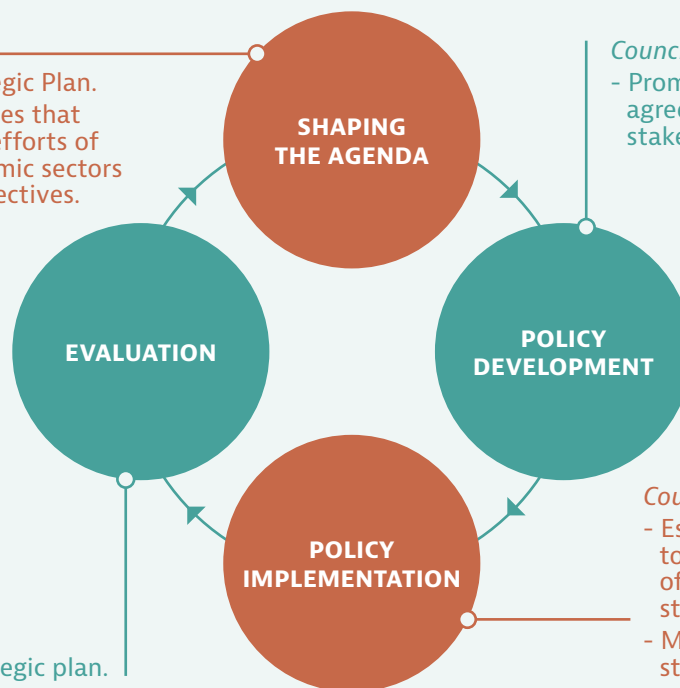 SHAPING
THE AGENDA
egic Plan.
es that
efforts of
mic sectors
ectives.
Counc
- Prom
agree
stake
EVALUATION
POLICY
DEVELOPMENT
POLICY
IMPLEMENTATION
Cou
- Es
to
of
st
- M
st
egic plan.